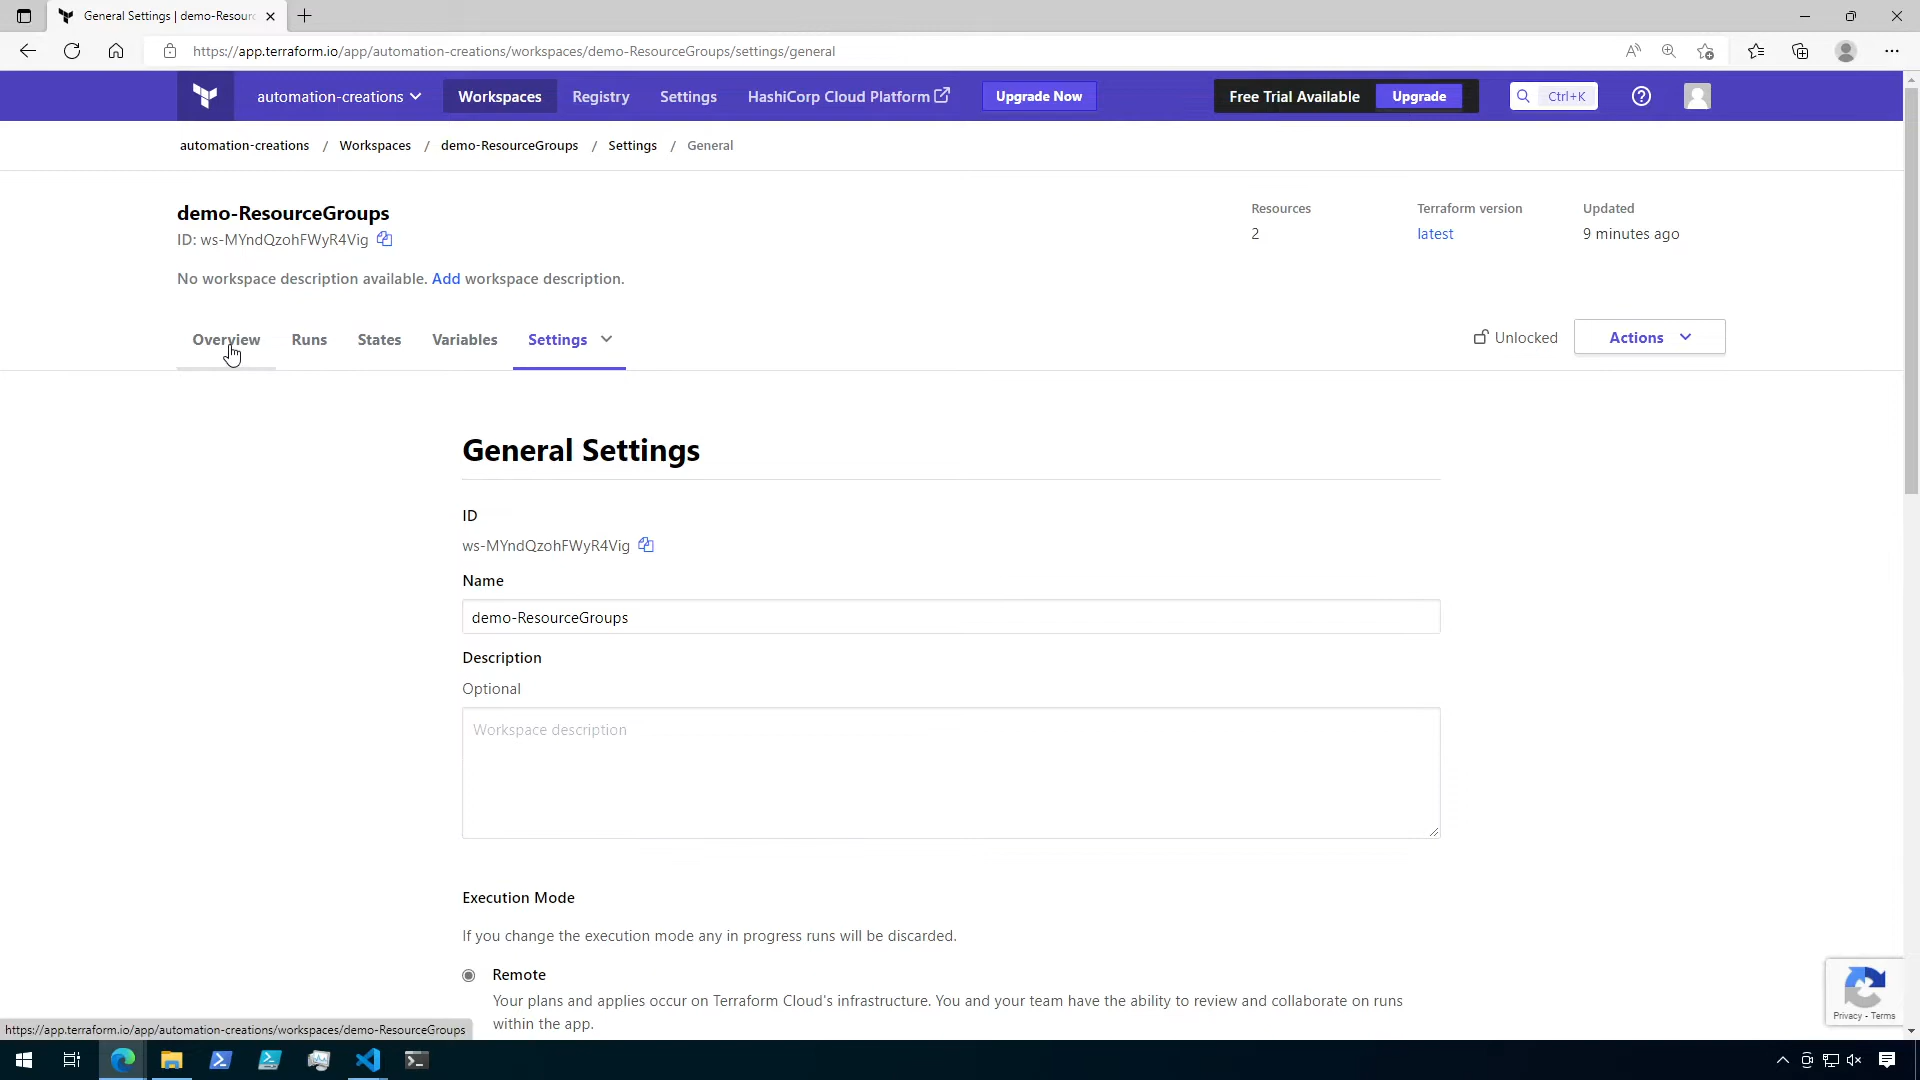 General Settings | demo-Resourc
https://app.terraform.io/app/automation-creations/workspaces/demo-ResourceGroups/settings/general
automation-creations
Workspaces
Registry
Settings
HashiCorp Cloud Platform
Upgrade Now
Free Trial Available
Upgrade
Ctrl+K
automation-creations / Workspaces / demo-ResourceGroups / Settings / General
demo-ResourceGroups
ID: ws-MYndQzohFWyR4Vig
No workspace description available. Add workspace description.
Resources
2
Terraform version
latest
Updated
9 minutes ago
Overview
Runs
States
Variables
Settings
Unlocked
Actions
General Settings
ID
ws-MYndQzohFWyR4Vig
Name
demo-ResourceGroups
Description
Optional
Workspace description
Execution Mode
If you change the execution mode any in progress runs will be discarded.
Remote
Your plans and applies occur on Terraform Cloud's infrastructure. You and your team have the ability to review and collaborate on runs
within the app.
Privacy - Terms
https://app.terraform.io/app/automation-creations/workspaces/demo-ResourceGroups